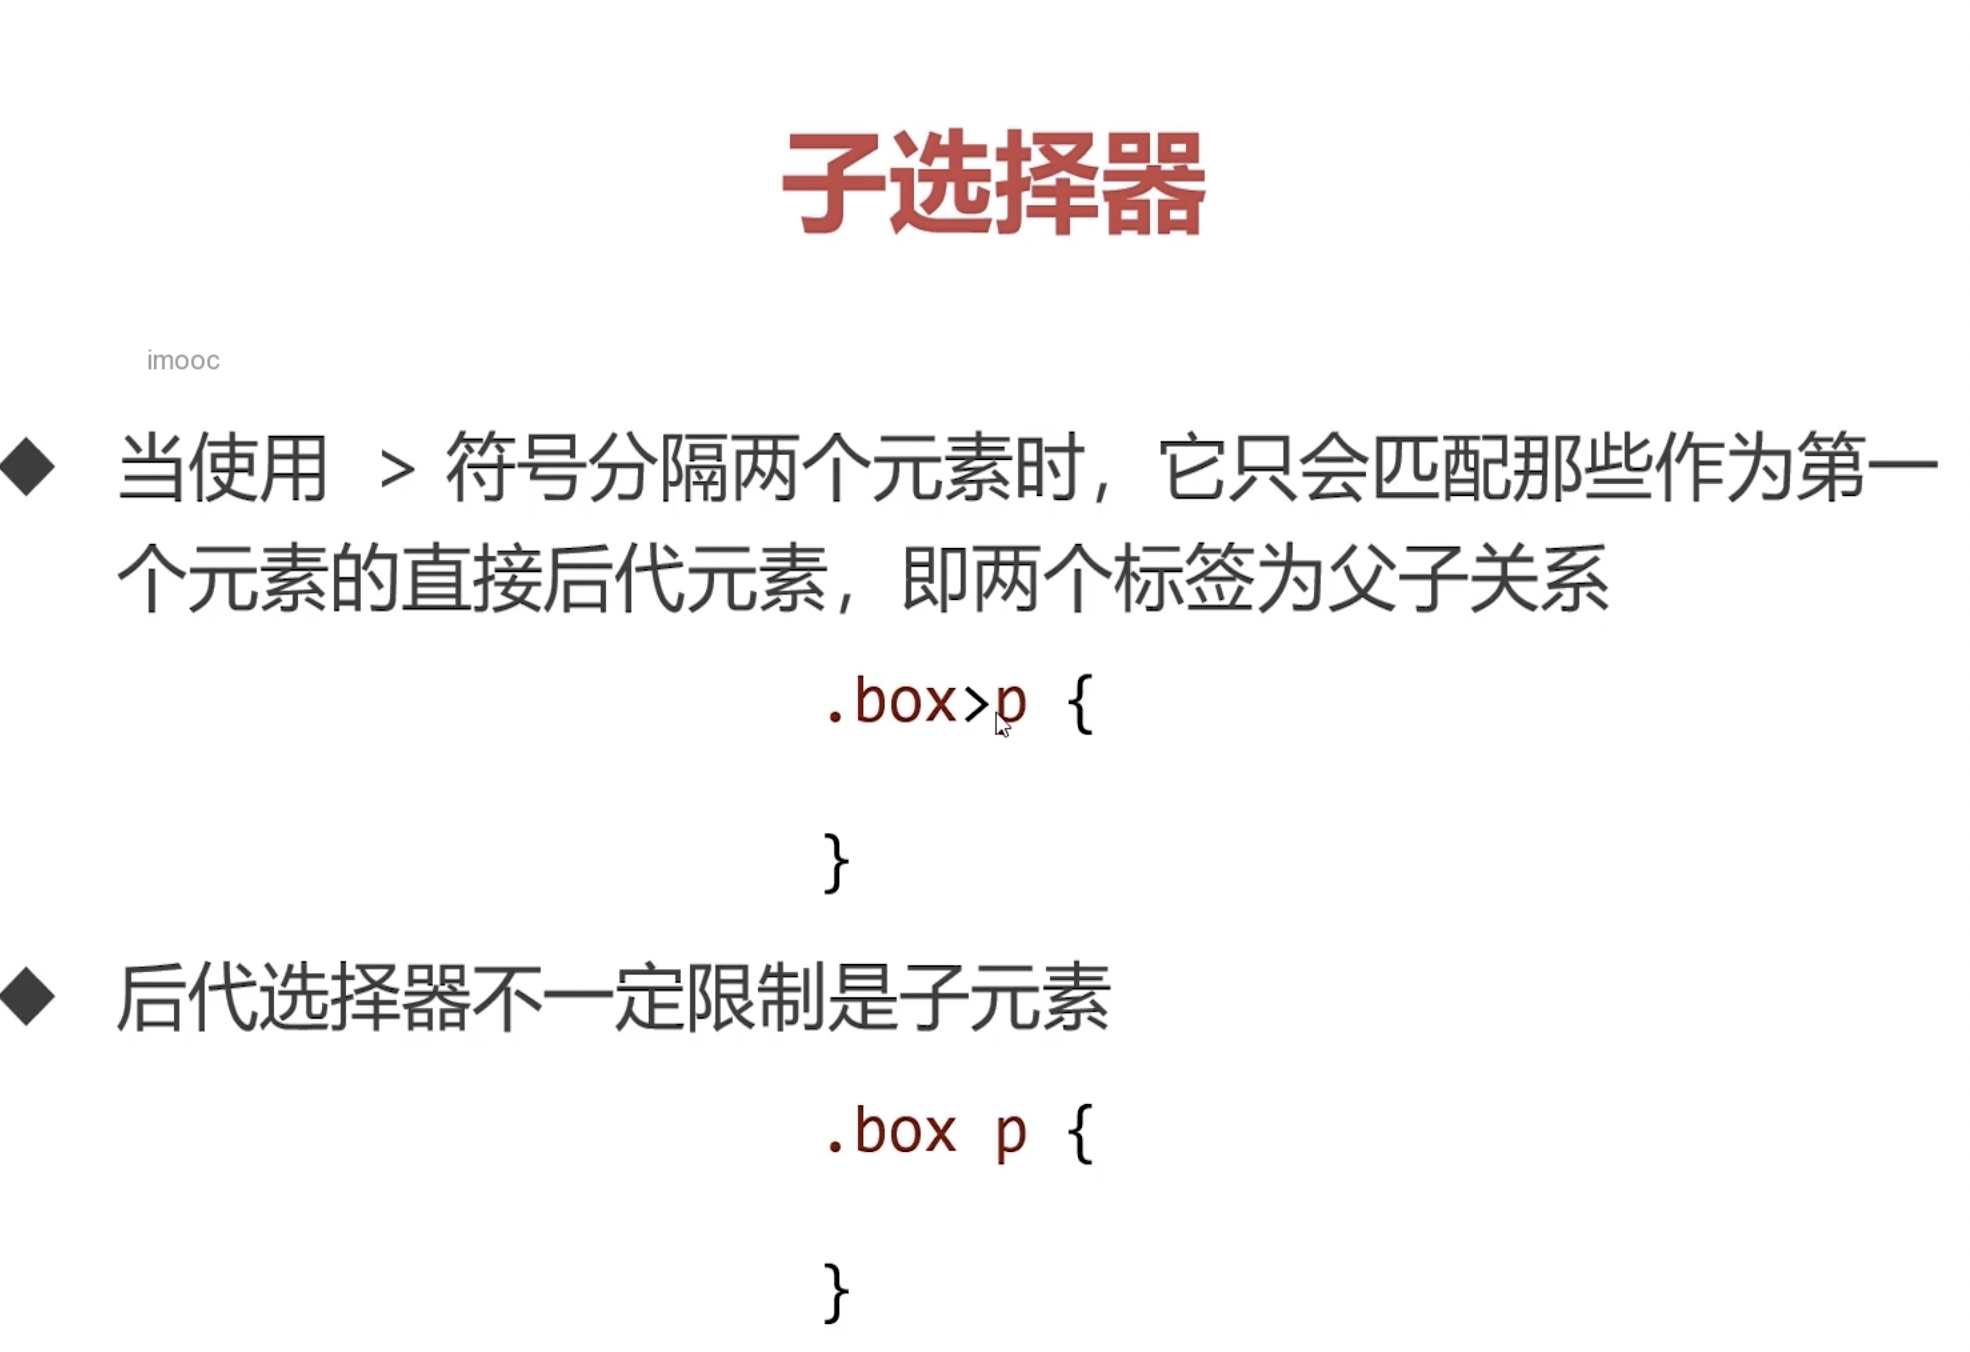 子选择器
imooc
当使用 > 符号分隔两个元素时，它只会匹配那些作为第一
个元素的直接后代元素，即两个标签为父子关系
.box>p {
}
后代选择器不一定限制是子元素
.box p {
}